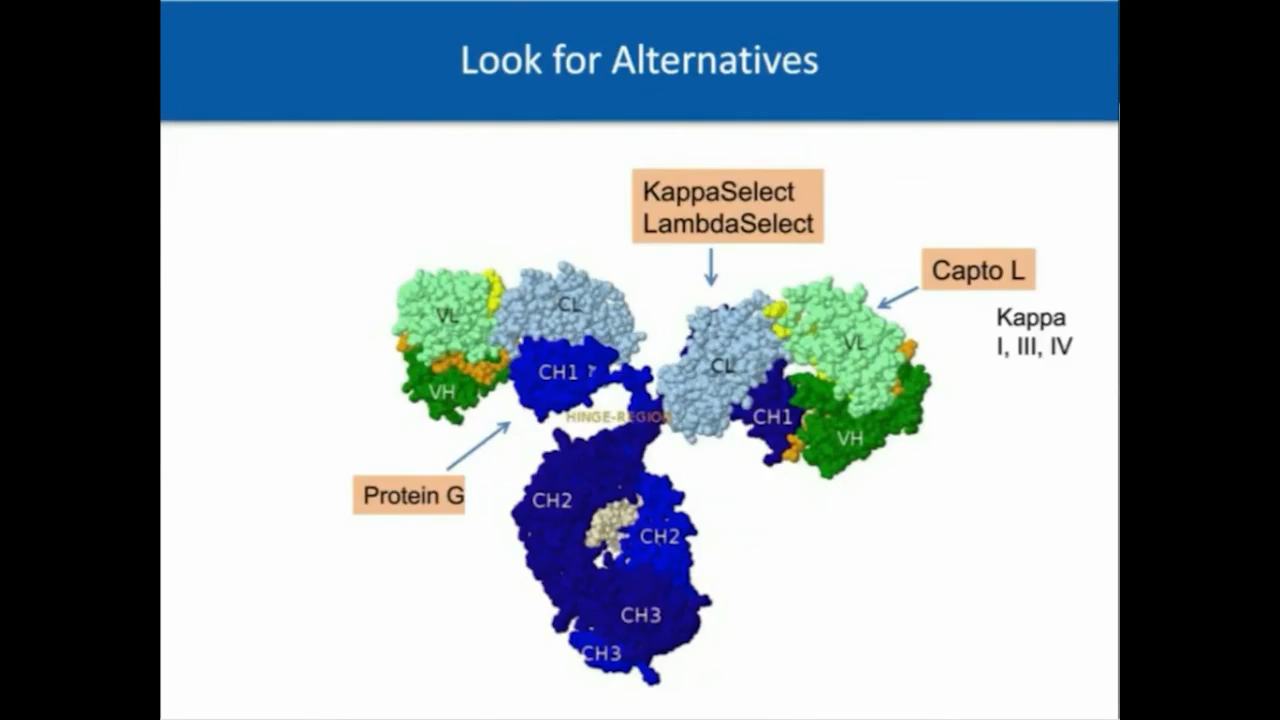 Look for Alternatives
KappaSelect
LambdaSelect
Capto L
Kappa
I, III, IV
VL
CL
VL
CL
CH1
VH
CH1
HINGE-REGION
VH
Protein G
CH2
CH2
CH3
CH3